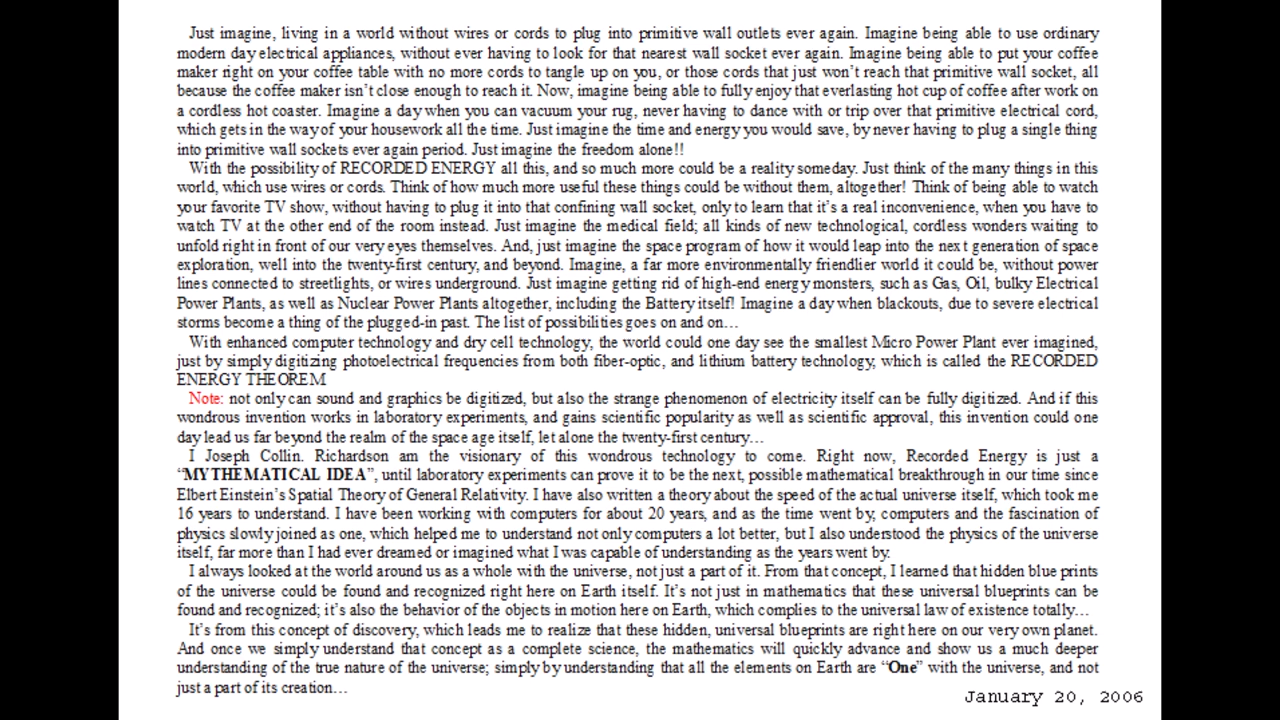 Just imagine, living in a world without wires or cords to plug into primitive wall outlets ever again. Imagine being able to use ordinary
modern day electrical appliances, without ever having to look for that nearest wall socket ever again. Imagine being able to put your coffee
maker right on your coffee table with no more cords to tangle up on you, or those cords that just won’t reach that primitive wall socket, all
because the coffee maker isn’t close enough to reach it. Now, imagine being able to fully enjoy that everlasting hot cup of coffee after work on
a cordless hot coaster. Imagine a day when you can vacuum your rug, never having to dance with or trip over that primitive electrical cord,
which gets in the way of your housework all the time. Just imagine the time and energy you would save, by never having to plug a single thing
into primitive wall sockets ever again period. Just imagine the freedom alone!!
With the possibility of RECORDED ENERGY all this, and so much more could be a reality someday. Just think of the many things in this
world, which use wires or cords. Think of how much more useful these things could be without them, altogether! Think of being able to watch
your favorite TV show, without having to plug it into that confining wall socket, only to learn that it’s a real inconvenience, when you have to
watch TV at the other end of the room instead. Just imagine the medical field; all kinds of new technological, cordless wonders waiting to
unfold right in front of our very eyes themselves. And, just imagine the space program of how it would leap into the next generation of space
exploration, well into the twenty-first century, and beyond. Imagine, a far more environmentally friendlier world it could be, without power
lines connected to streetlights, or wires underground. Just imagine getting rid of high-end energy monsters, such as Gas, Oil, bulky Electrical
Power Plants, as well as Nuclear Power Plants altogether, including the Battery itself! Imagine a day when blackouts, due to severe electrical
storms become a thing of the plugged-in past. The list of possibilities goes on and on…
With enhanced computer technology and dry cell technology, the world could one day see the smallest Micro Power Plant ever imagined,
just by simply digitizing photoelectrical frequencies from both fiber-optic, and lithium battery technology, which is called the RECORDED
ENERGY THEOREM.
Note: not only can sound and graphics be digitized, but also the strange phenomenon of electricity itself can be fully digitized. And if this
wondrous invention works in laboratory experiments, and gains scientific popularity as well as scientific approval, this invention could one
day lead us far beyond the realm of the space age itself, let alone the twenty-first century…
I Joseph Collin. Richardson am the visionary of this wondrous technology to come. Right now, Recorded Energy is just a
“MYTHEMATICAL IDEA”, until laboratory experiments can prove it to be the next, possible mathematical breakthrough in our time since
Elbert Einstein’s Spatial Theory of General Relativity. I have also written a theory about the speed of the actual universe itself, which took me
16 years to understand. I have been working with computers for about 20 years, and as the time went by, computers and the fascination of
physics slowly joined as one, which helped me to understand not only computers a lot better, but I also understood the physics of the universe
itself, far more than I had ever dreamed or imagined what I was capable of understanding as the years went by.
I always looked at the world around us as a whole with the universe, not just a part of it. From that concept, I learned that hidden blue prints
of the universe could be found and recognized right here on Earth itself. It’s not just in mathematics that these universal blueprints can be
found and recognized; it’s also the behavior of the objects in motion here on Earth, which complies to the universal law of existence totally…
It’s from this concept of discovery, which leads me to realize that these hidden, universal blueprints are right here on our very own planet.
And once we simply understand that concept as a complete science, the mathematics will quickly advance and show us a much deeper
understanding of the true nature of the universe; simply by understanding that all the elements on Earth are “One” with the universe, and not
just a part of its creation…
January 20, 2006